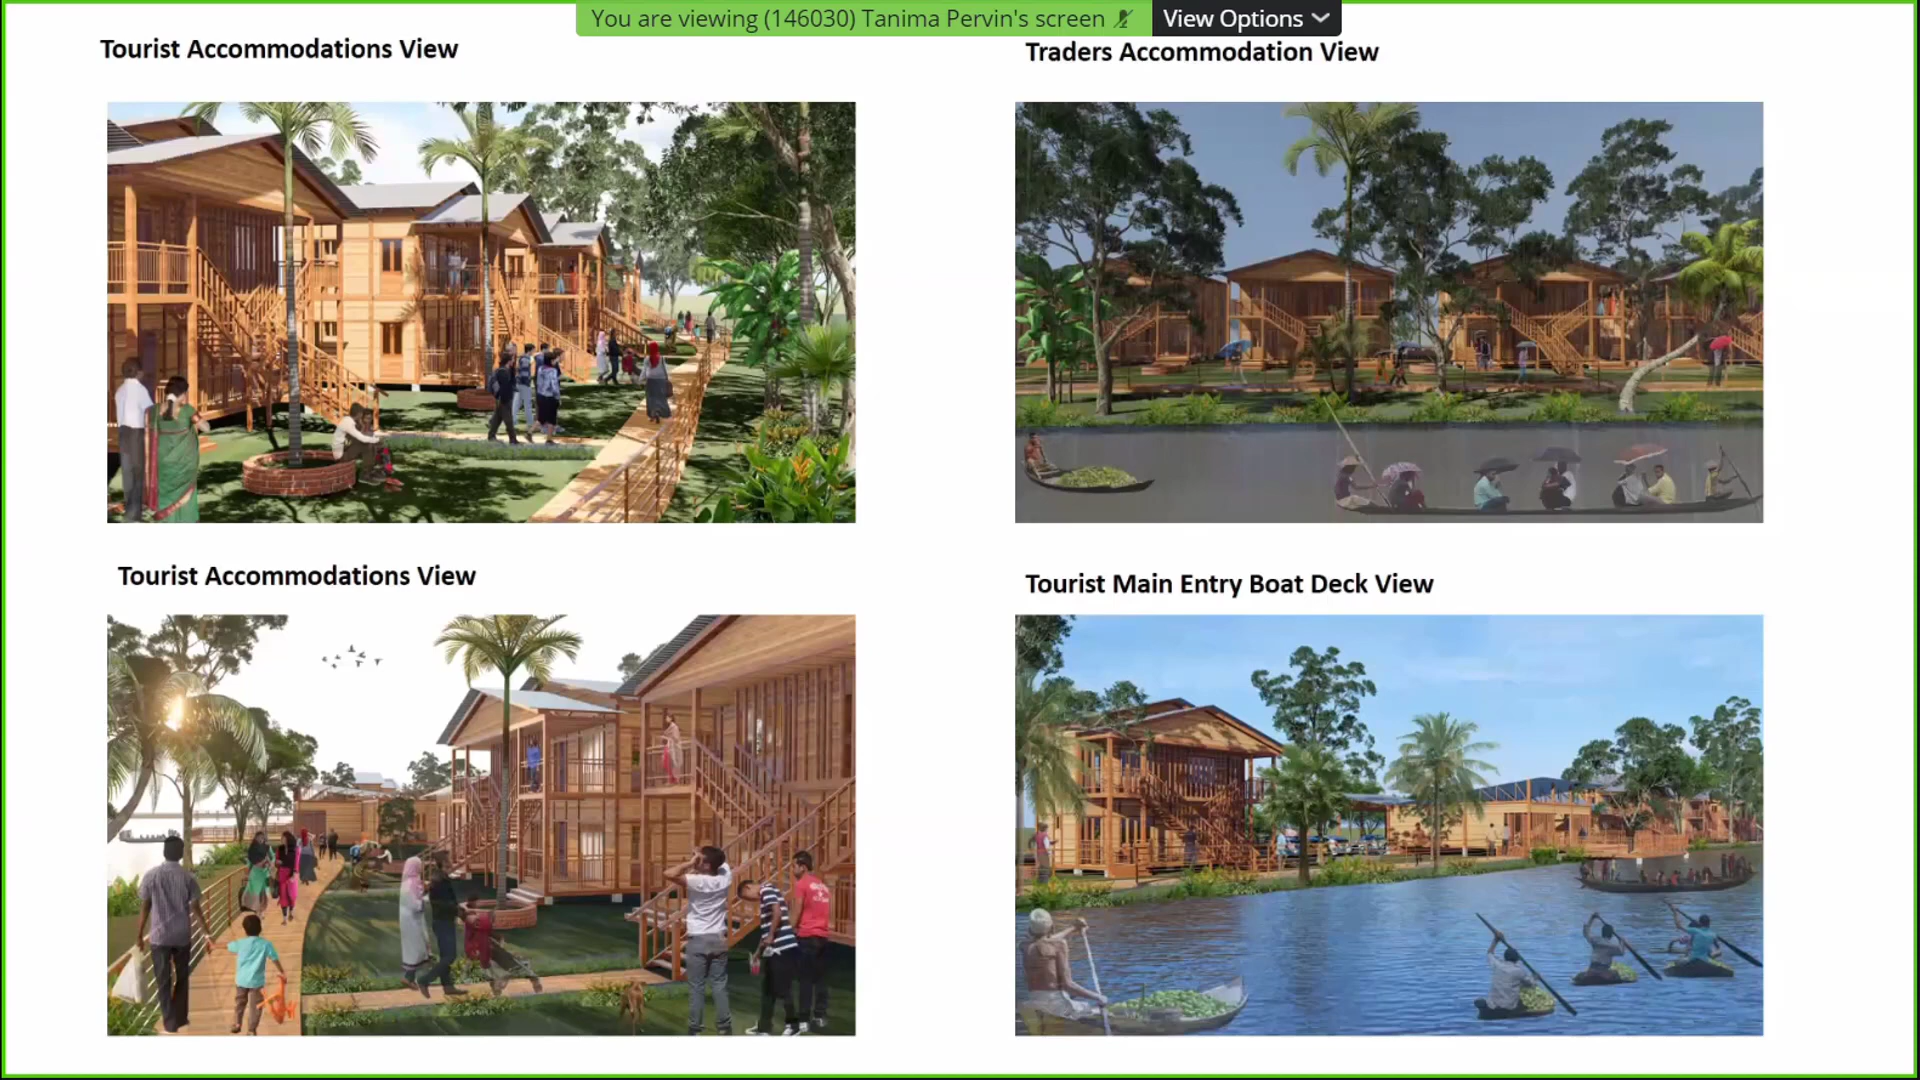 You are viewing (146030) Tanima Pervin's screen
View Options
Tourist Accommodations View
Traders Accommodation View
Tourist Accommodations View
Tourist Main Entry Boat Deck View